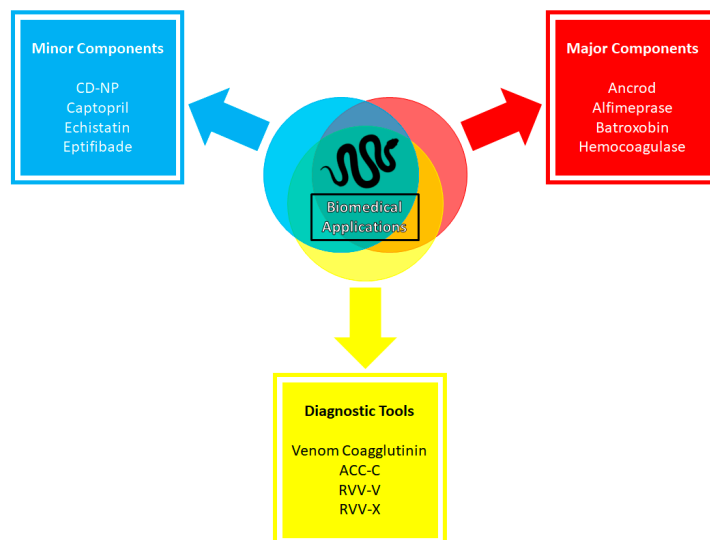 Minor Components
CD-NP
Captopril
Echistatin
Eptifibade
Major Components
Ancrod
Alfimeprase
Batroxobin
Hemocoagulase
Biomedical
Applications
Diagnostic Tools
Venom Coagglutinin
ACC-C
RVV-V
RVV-X